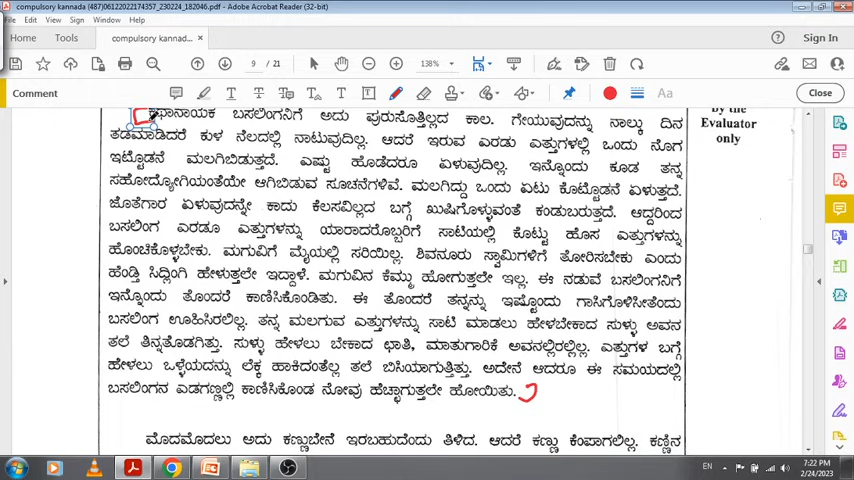 compulsory kannada (487)06122022174357_230224_182046.pdf - Adobe Acrobat Reader (32-bit)
File Edit View Sign Window Help
Home Tools compulsory kannad... × Sign In
9 / 21 138%
Comment Aa Close
ಕಥಾನಾಯಕ ಬಸಲಿಂಗನಿಗೆ ಅದು ಪುರುಸೊತ್ತಿಲ್ಲದ ಕಾಲ. ಗೇಯುವುದನ್ನು ನಾಲ್ಕು ದಿನ
ತಡಮಾಡಿದರೆ ಕುಳ ನೆಲದಲ್ಲಿ ನಾಟುವುದಿಲ್ಲ. ಆದರೆ ಇರುವ ಎರಡು ಎತ್ತುಗಳಲ್ಲಿ ಒಂದು ನೊಗ
ಇಟ್ಟೊಡನೆ ಮಲಗಿಬಿಡುತ್ತದೆ. ಎಷ್ಟು ಹೊಡೆದರೂ ಏಳುವುದಿಲ್ಲ. ಇನ್ನೊಂದು ಕೂಡ ತನ್ನ
ಸಹೋದ್ಯೋಗಿಯಂತೆಯೇ ಆಗಿಬಿಡುವ ಸೂಚನೆಗಳಿವೆ. ಮಲಗಿದ್ದು ಒಂದು ಏಟು ಕೊಟ್ಟೊಡನೆ ಏಳುತ್ತದೆ.
ಜೊತೆಗಾರ ಏಳುವುದನ್ನೇ ಕಾದು ಕೆಲಸವಿಲ್ಲದ ಬಗ್ಗೆ ಖುಷಿಗೊಳ್ಳುವಂತೆ ಕಂಡುಬರುತ್ತದೆ. ಆದ್ದರಿಂದ
ಬಸಲಿಂಗ ಎರಡೂ ಎತ್ತುಗಳನ್ನು ಯಾರಾದರೊಬ್ಬರಿಗೆ ಸಾಟಿಯಲ್ಲಿ ಕೊಟ್ಟು ಹೊಸ ಎತ್ತುಗಳನ್ನು
ಹೊಂಚಿಕೊಳ್ಳಬೇಕು. ಮಗುವಿಗೆ ಮೈಯಲ್ಲಿ ಸರಿಯಿಲ್ಲ. ಶಿವನೂರು ಸ್ವಾಮಿಗಳಿಗೆ ತೋರಿಸಬೇಕು ಎಂದು
ಹೆಂಡ್ತಿ ಸಿದ್ಲಿಂಗಿ ಹೇಳುತ್ತಲೇ ಇದ್ದಾಳೆ. ಮಗುವಿನ ಕೆಮ್ಮು ಹೋಗುತ್ತಲೇ ಇಲ್ಲ. ಈ ನಡುವೆ ಬಸಲಿಂಗನಿಗೆ
ಇನ್ನೊಂದು ತೊಂದರೆ ಕಾಣಿಸಿಕೊಂಡಿತು. ಈ ತೊಂದರೆ ತನ್ನನ್ನು ಇಷ್ಟೊಂದು ಗಾಸಿಗೊಳಿಸೀತೆಂದು
ಬಸಲಿಂಗ ಊಹಿಸಿರಲಿಲ್ಲ. ತನ್ನ ಮಲಗುವ ಎತ್ತುಗಳನ್ನು ಸಾಟಿ ಮಾಡಲು ಹೇಳಬೇಕಾದ ಸುಳ್ಳು ಅವನ
ತಲೆ ತಿನ್ನತೊಡಗಿತ್ತು. ಸುಳ್ಳು ಹೇಳಲು ಬೇಕಾದ ಛಾತಿ, ಮಾತುಗಾರಿಕೆ ಅವನಲ್ಲಿರಲಿಲ್ಲ. ಎತ್ತುಗಳ ಬಗ್ಗೆ
ಹೇಳಲು ಒಳ್ಳೆಯದನ್ನು ಲೆಕ್ಕ ಹಾಕಿದಂತೆಲ್ಲ ತಲೆ ಬಿಸಿಯಾಗುತ್ತಿತ್ತು. ಅದೇನೆ ಆದರೂ ಈ ಸಮಯದಲ್ಲಿ
ಬಸಲಿಂಗನ ಎಡಗಣ್ಣಲ್ಲಿ ಕಾಣಿಸಿಕೊಂಡ ನೋವು ಹೆಚ್ಚಾಗುತ್ತಲೇ ಹೋಯಿತು.
ಮೊದಮೊದಲು ಅದು ಕಣ್ಣುಬೇನೆ ಇರಬಹುದೆಂದು ತಿಳಿದ. ಆದರೆ ಕಣ್ಣು ಕೆಂಪಾಗಲಿಲ್ಲ. ಕಣ್ಣಿನ
by the
Evaluator
only
EN 7:22 PM
2/24/2023